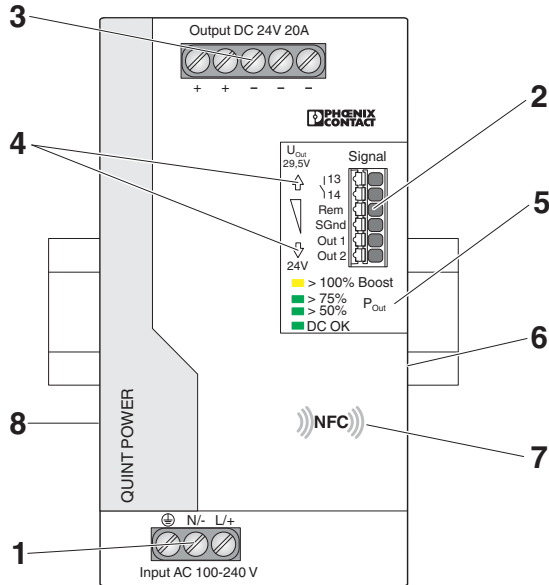 3
Output DC 24V 20A
+ + – – –
PHŒNIX
CONTACT
2
4
UOut
29,5V
Signal
13
14
Rem
SGnd
Out 1
Out 2
24V
5
> 100% Boost
> 75%
> 50%
POut
DC OK
6
8
QUINT POWER
NFC
7
N/- L/+
1
Input AC 100-240 V